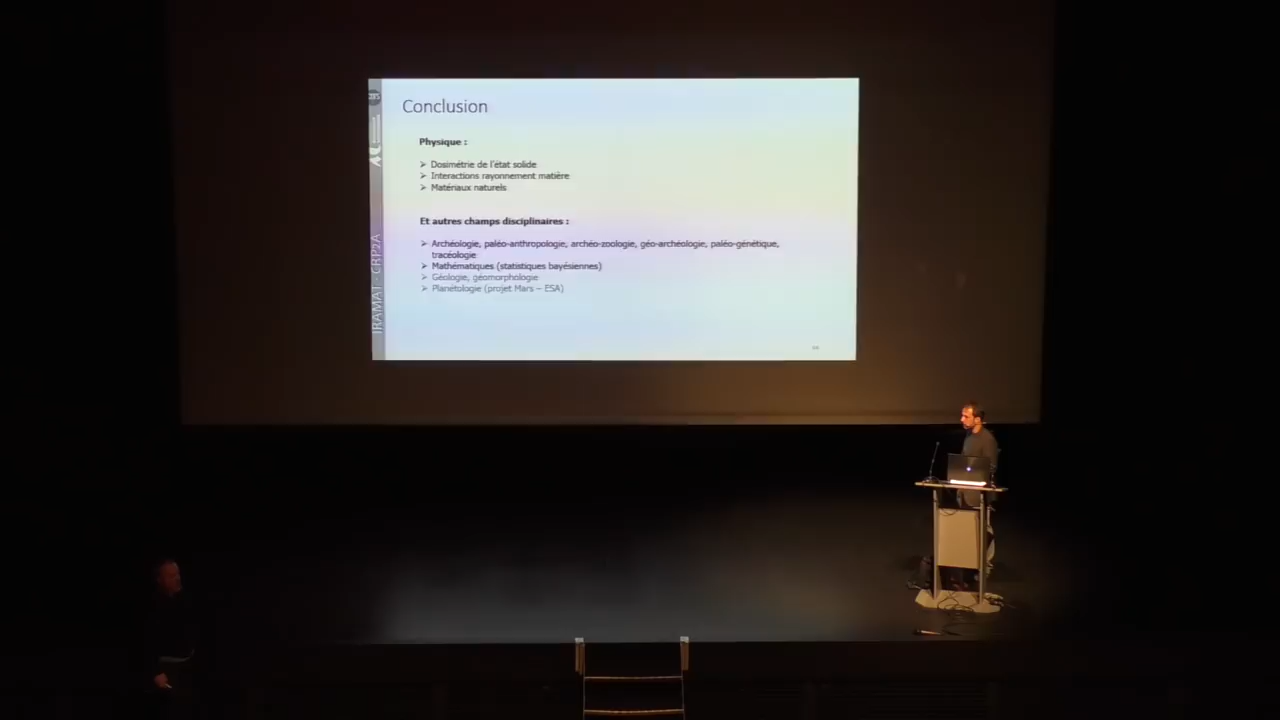 Conclusion
Physique :
➢ Dosimétrie de l'état solide
➢ Interactions rayonnement matière
➢ Matériaux naturels
Et autres champs disciplinaires :
➢ Archéologie, paléo-anthropologie, archéo-zoologie, géo-archéologie, paléo-génétique,
tracéologie
➢ Mathématiques (statistiques bayésiennes)
➢ Géologie, géomorphologie
➢ Planétologie (projet Mars – ESA)
IRAMAT - CRP2A